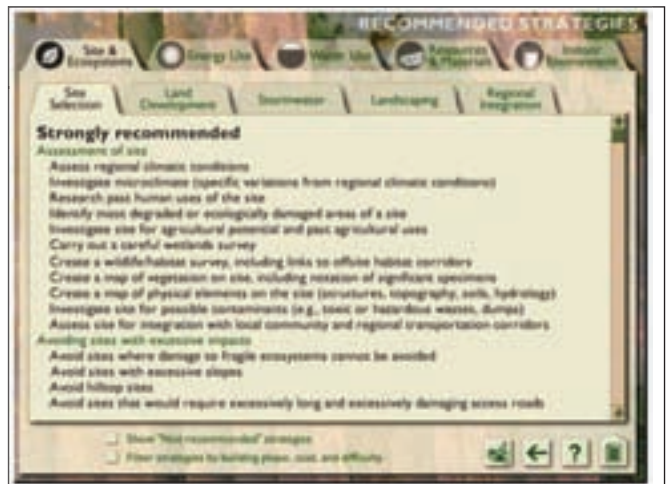 RECOMMENDED STRATEGIES
Site & Ecosystems
Energy Use
Water Use
Resources & Materials
Indoor Environment
Site Selection
Land Development
Stormwater
Landscaping
Regional Integration
Strongly recommended
Assessment of site
Assess regional climatic conditions
Investigate microclimate (specific variations from regional climatic conditions)
Research past human uses of the site
Identify most degraded or ecologically damaged areas of a site
Investigate site for agricultural potential and past agricultural uses
Carry out a careful wetlands survey
Create a wildlife/habitat survey, including links to offsite habitat corridors
Create a map of vegetation on site, including notation of significant specimens
Create a map of physical elements on the site (structures, topography, soils, hydrology)
Investigate site for possible contaminants (e.g., toxic or hazardous wastes, dumps)
Assess site for integration with local community and regional transportation corridors
Avoiding sites with excessive impacts
Avoid sites where damage to fragile ecosystems cannot be avoided
Avoid sites with excessive slopes
Avoid hilltop sites
Avoid sites that would require excessively long and excessively damaging access roads
Show "Not recommended" strategies
Filter strategies by building phase, cost, and difficulty
?